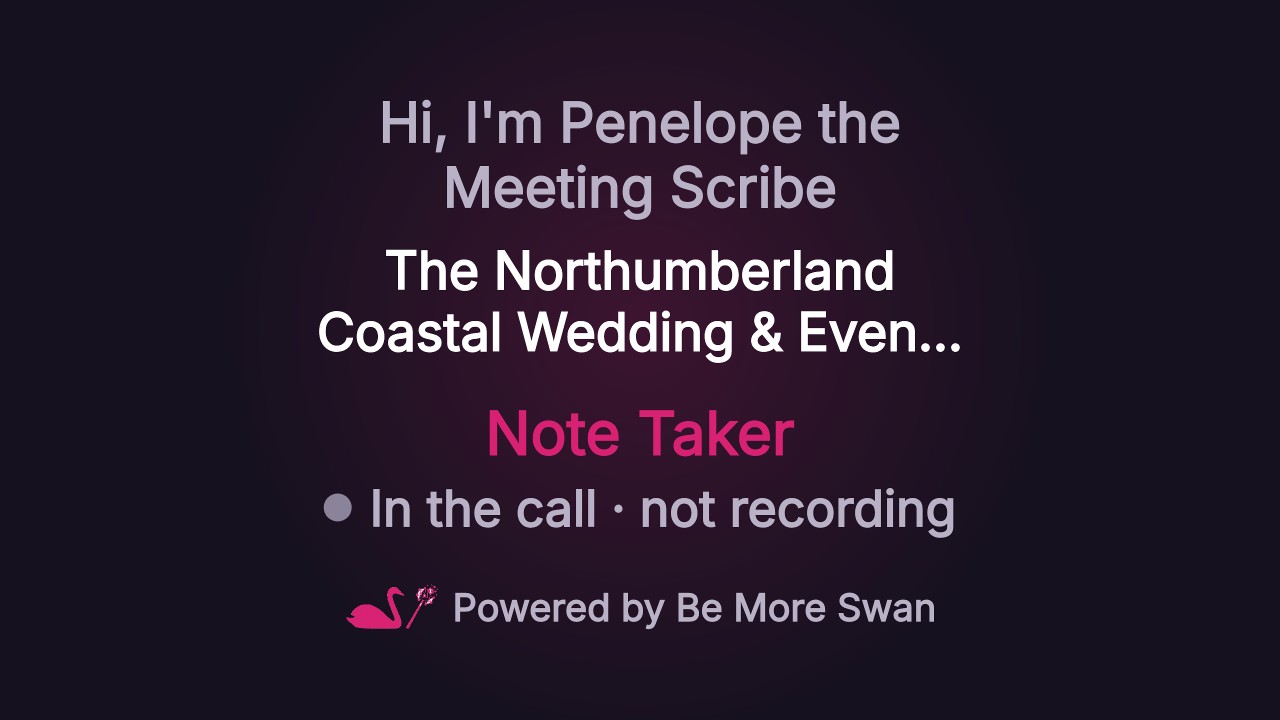 Hi, I'm Penelope the
Meeting Scribe
The Northumberland
Coastal Wedding & Even...
Note Taker
In the call · not recording
Powered by Be More Swan